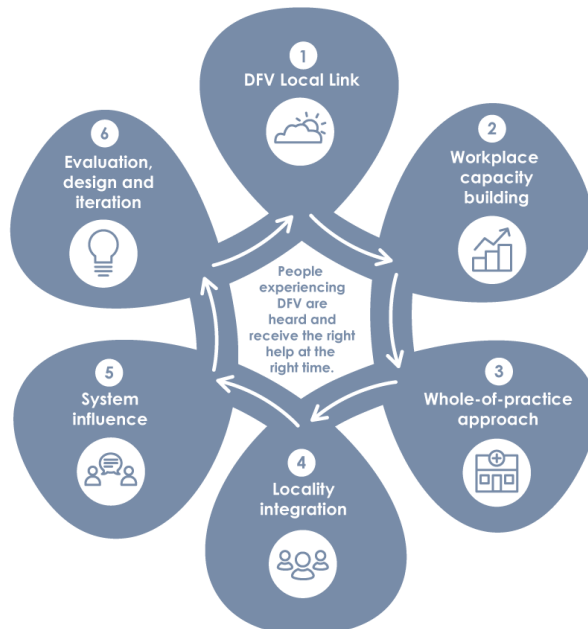 1
DFV Local Link
2
Workplace
capacity
building
3
Whole-of-practice
approach
4
Locality
integration
5
System
influence
6
Evaluation,
design and
iteration
People
experiencing
DFV are
heard and
receive the right
help at the
right time.